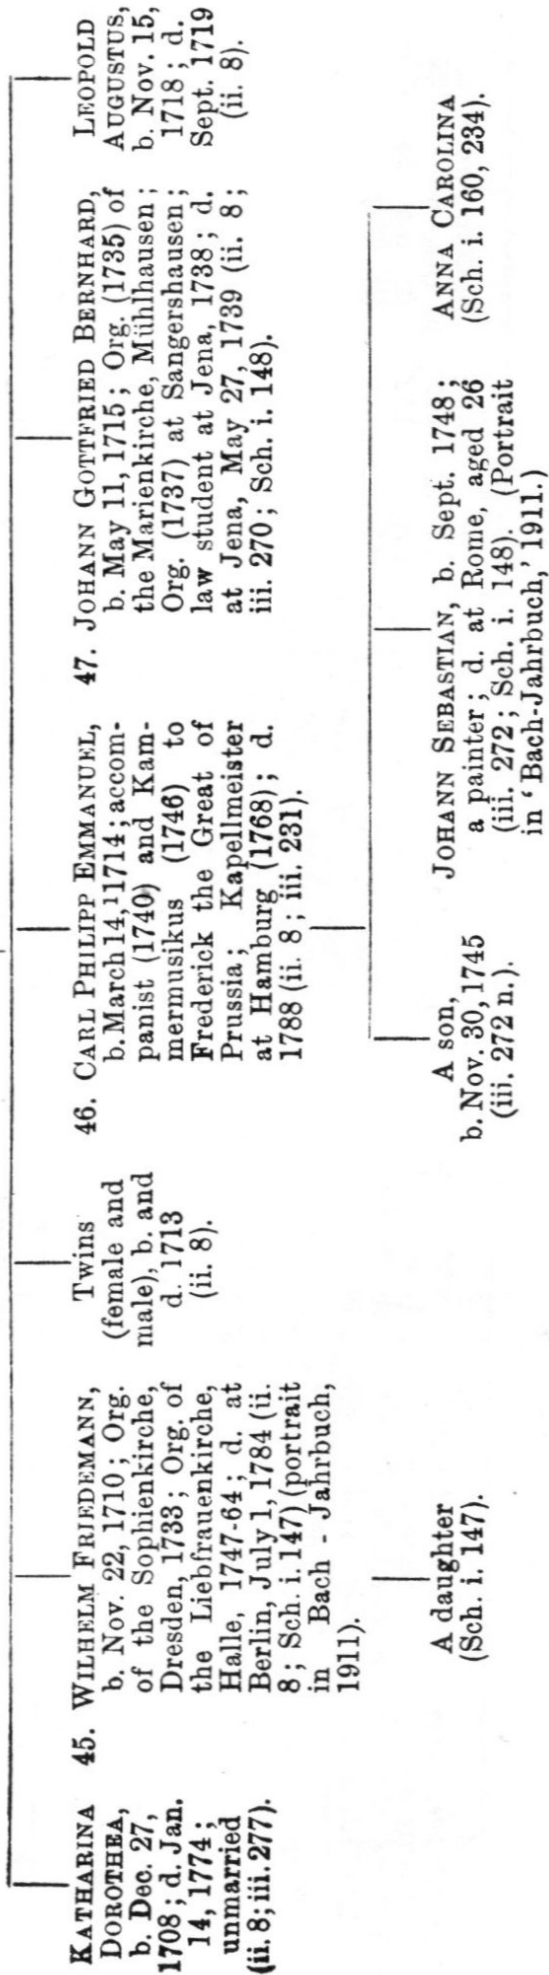 KATHARINA
DOROTHEA,
b. Dec. 27,
1708; d. Jan.
14, 1774;
unmarried
(ii. 8; iii. 277).
45. WILHELM FRIEDEMANN,
b. Nov. 22, 1710; Org.
of the Sophienkirche,
Dresden, 1733; Org. of
the Liebfrauenkirche,
Halle, 1747-64; d. at
Berlin, July 1, 1784 (ii.
8; Sch. i. 147) (portrait
in Bach - Jahrbuch,
1911).
A daughter
(Sch. i. 147).
Twins
(female and
male), b. and
d. 1713
(ii. 8).
46. CARL PHILIPP EMMANUEL,
b. March 14, 1714; accom-
panist (1740) and Kam-
mermusikus (1746) to
Frederick the Great of
Prussia; Kapellmeister
at Hamburg (1768); d.
1788 (ii. 8; iii. 231).
A son,
b. Nov. 30, 1745
(iii. 272 n.).
JOHANN SEBASTIAN, b. Sept. 1748;
a painter; d. at Rome, aged 26
(iii. 272; Sch. i. 148). (Portrait
in ‘Bach-Jahrbuch,’ 1911.)
ANNA CAROLINA
(Sch. i. 160, 234).
47. JOHANN GOTTFRIED BERNHARD,
b. May 11, 1715; Org. (1735) of
the Marienkirche, Mühlhausen;
Org. (1737) at Sangershausen;
law student at Jena, 1738; d.
at Jena, May 27, 1739 (ii. 8;
iii. 270; Sch. i. 148).
LEOPOLD
AUGUSTUS,
b. Nov. 15,
1718; d.
Sept. 1719
(ii. 8).